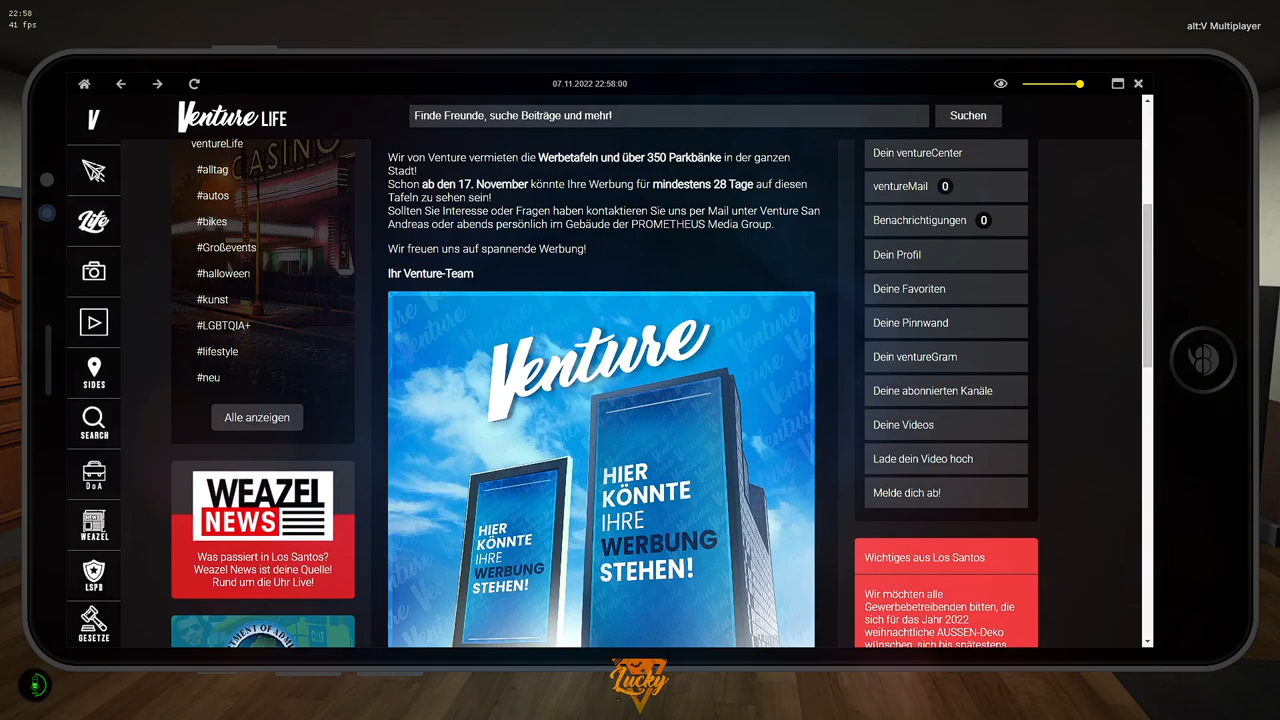 22:58
41 fps
alt:V Multiplayer
07.11.2022 22:58:00
V
Venture LIFE
Finde Freunde, suche Beiträge und mehr!
Suchen
Life
SIDES
SEARCH
DoA
WEAZEL
LSPD
GESETZE
ventureLife
#alltag
#autos
#bikes
#Großevents
#halloween
#kunst
#LGBTQIA+
#lifestyle
#neu
Alle anzeigen
CASINO
WEAZEL
NEWS
Was passiert in Los Santos?
Weazel News ist deine Quelle!
Rund um die Uhr Live!
Wir von Venture vermieten die Werbetafeln und über 350 Parkbänke in der ganzen
Stadt!
Schon ab den 17. November könnte Ihre Werbung für mindestens 28 Tage auf diesen
Tafeln zu sehen sein!
Sollten Sie Interesse oder Fragen haben kontaktieren Sie uns per Mail unter Venture San
Andreas oder abends persönlich im Gebäude der PROMETHEUS Media Group.
Wir freuen uns auf spannende Werbung!
Ihr Venture-Team
Venture
HIER
KÖNNTE
IHRE
WERBUNG
STEHEN!
HIER
KÖNNTE
IHRE
WERBUNG
STEHEN!
Dein ventureCenter
ventureMail 0
Benachrichtigungen 0
Dein Profil
Deine Favoriten
Deine Pinnwand
Dein ventureGram
Deine abonnierten Kanäle
Deine Videos
Lade dein Video hoch
Melde dich ab!
Wichtiges aus Los Santos
Wir möchten alle
Gewerbetreibenden bitten, die
sich für das Jahr 2022
weihnachtliche AUSSEN-Deko
wünschen, sich bis spätestens
Lucky